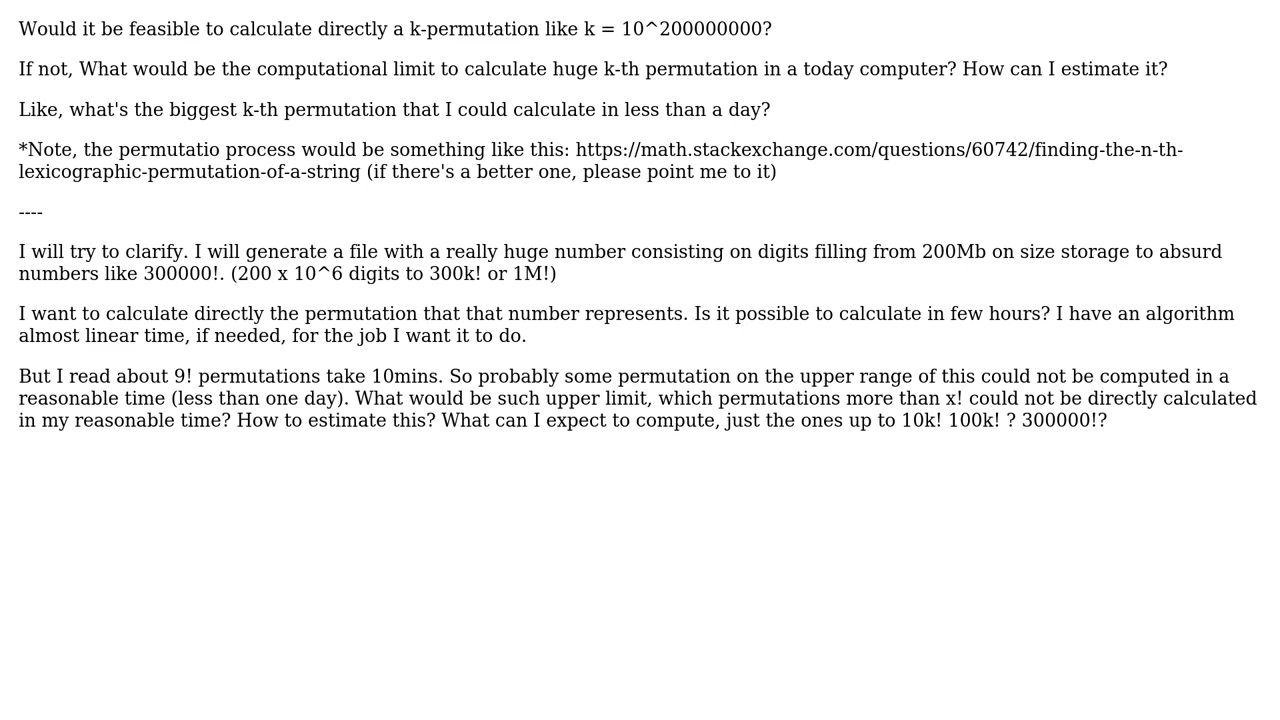 Would it be feasible to calculate directly a k-permutation like k = 10^200000000?
If not, What would be the computational limit to calculate huge k-th permutation in a today computer? How can I estimate it?
Like, what's the biggest k-th permutation that I could calculate in less than a day?
*Note, the permutatio process would be something like this: https://math.stackexchange.com/questions/60742/finding-the-n-th-
lexicographic-permutation-of-a-string (if there's a better one, please point me to it)
----
I will try to clarify. I will generate a file with a really huge number consisting on digits filling from 200Mb on size storage to absurd
numbers like 300000!. (200 x 10^6 digits to 300k! or 1M!)
I want to calculate directly the permutation that that number represents. Is it possible to calculate in few hours? I have an algorithm
almost linear time, if needed, for the job I want it to do.
But I read about 9! permutations take 10mins. So probably some permutation on the upper range of this could not be computed in a
reasonable time (less than one day). What would be such upper limit, which permutations more than x! could not be directly calculated
in my reasonable time? How to estimate this? What can I expect to compute, just the ones up to 10k! 100k! ? 300000!?